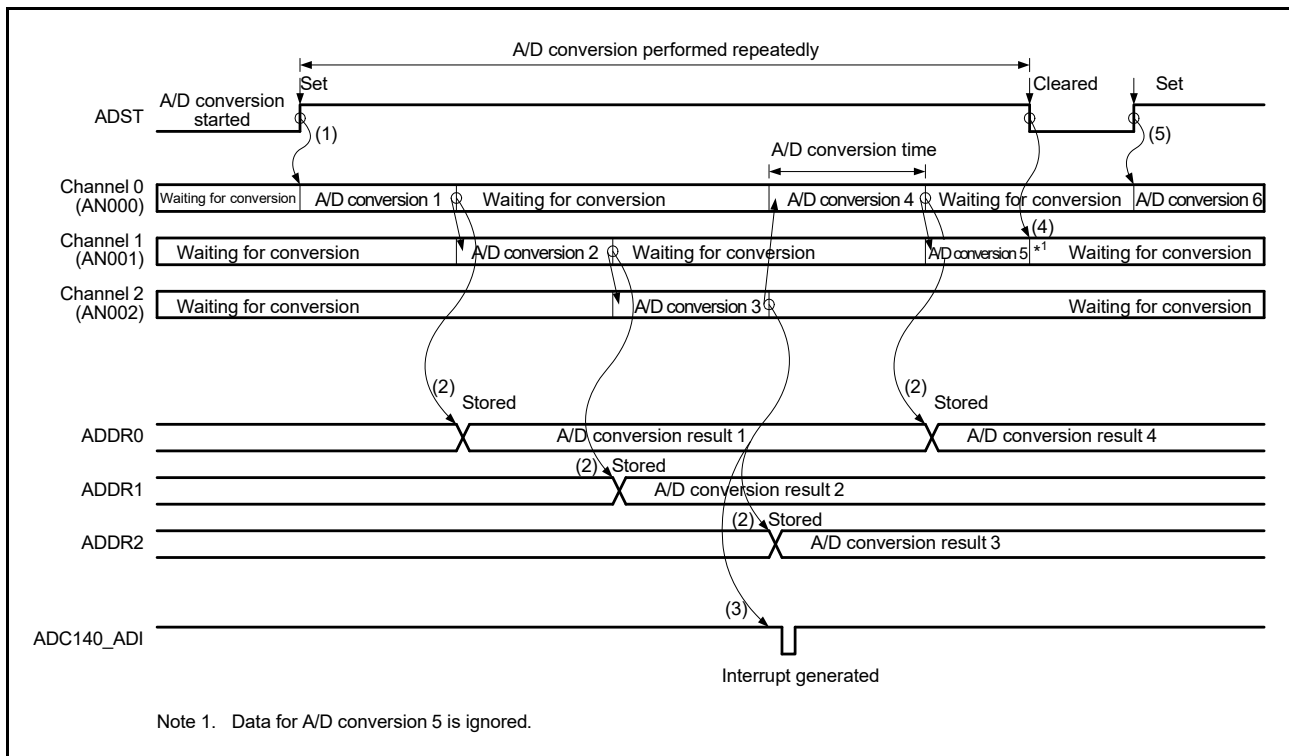 A/D conversion performed repeatedly
Set
Cleared
Set
ADST
A/D conversion
started
(1)
(5)
A/D conversion time
Channel 0
(AN000)
Waiting for conversion
A/D conversion 1
Waiting for conversion
A/D conversion 4
Waiting for conversion
A/D conversion 6
(4)
Channel 1
(AN001)
Waiting for conversion
A/D conversion 2
Waiting for conversion
A/D conversion 5
*1
Waiting for conversion
Channel 2
(AN002)
Waiting for conversion
A/D conversion 3
Waiting for conversion
(2)
Stored
(2)
Stored
ADDR0
A/D conversion result 1
A/D conversion result 4
(2)
Stored
ADDR1
A/D conversion result 2
(2)
Stored
ADDR2
A/D conversion result 3
(3)
ADC140_ADI
Interrupt generated
Note 1. Data for A/D conversion 5 is ignored.